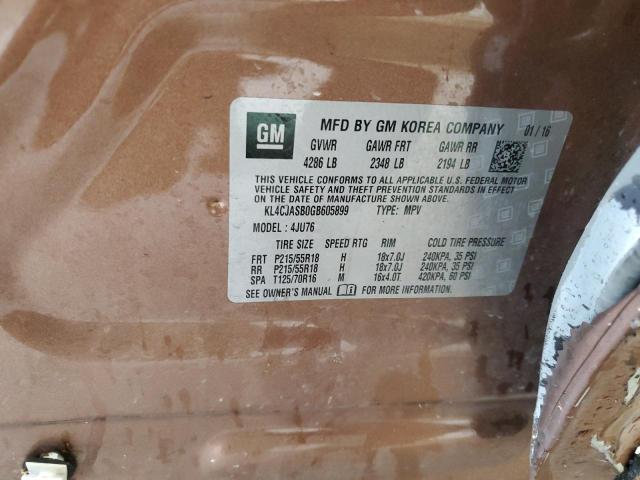 GM
MFD BY GM KOREA COMPANY 01/16
GVWR GAWR FRT GAWR RR
4286 LB 2348 LB 2194 LB
THIS VEHICLE CONFORMS TO ALL APPLICABLE U.S. FEDERAL MOTOR
VEHICLE SAFETY AND THEFT PREVENTION STANDARDS IN EFFECT
ON THE DATE OF MANUFACTURE SHOWN ABOVE.
KL4CJASB0GB605899 TYPE: MPV
MODEL: 4JU76
TIRE SIZE SPEED RTG RIM COLD TIRE PRESSURE
FRT P215/55R18 H 18x7.0J 240KPA, 35 PSI
RR P215/55R18 H 18x7.0J 240KPA, 35 PSI
SPA T125/70R16 M 16x4.0T 420KPA, 60 PSI
SEE OWNER'S MANUAL FOR MORE INFORMATION.